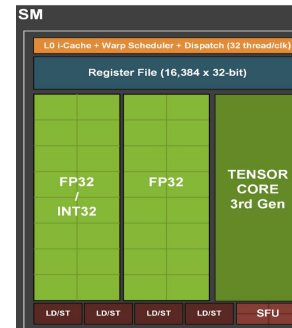 SM
L0 i-Cache + Warp Scheduler + Dispatch (32 thread/clk)
Register File (16,384 x 32-bit)
FP32
/
INT32
FP32
TENSOR
CORE
3rd Gen
LD/ST LD/ST LD/ST LD/ST SFU